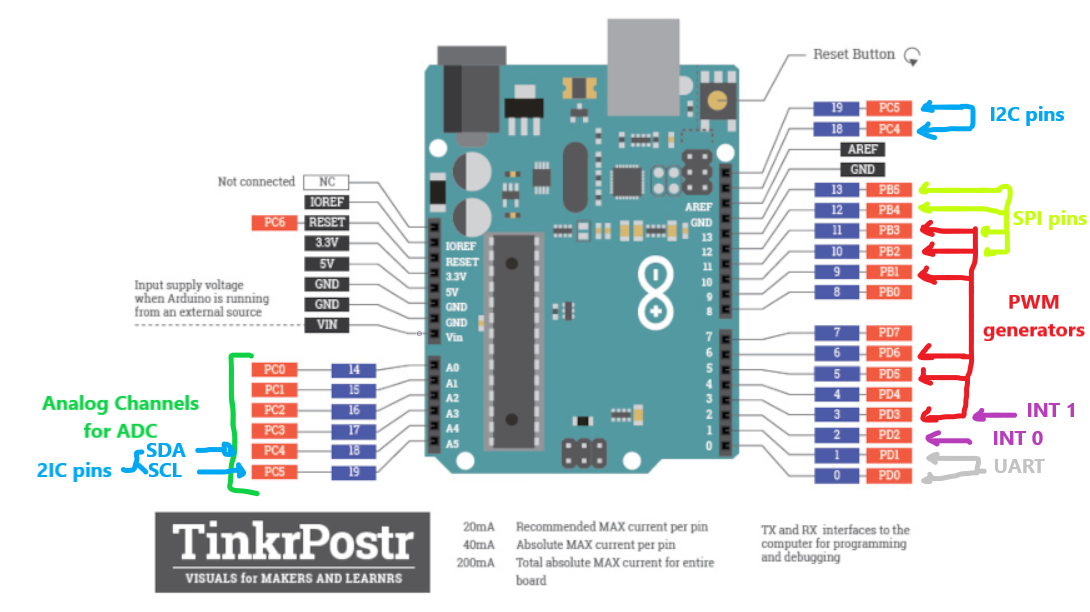 Reset Button
19 PC5
I2C pins
18 PC4
AREF
GND
13 PB5
12 PB4
SPI pins
11 PB3
10 PB2
9 PB1
8 PB0
PWM
generators
7 PD7
6 PD6
5 PD5
4 PD4
3 PD3
INT 1
2 PD2
INT 0
1 PD1
UART
0 PD0
Not connected NC
IOREF
PC6 RESET
3.3V
5V
GND
GND
VIN
Input supply voltage
when Arduino is running
from an external source
IOREF
RESET
3.3V
5V
GND
GND
Vin
A0
A1
A2
A3
A4
A5
AREF
GND
13
12
11
10
9
8
7
6
5
4
3
2
1
0
PC0 14
PC1 15
PC2 16
PC3 17
PC4 18
PC5 19
Analog Channels
for ADC
SDA
2IC pins
SCL
TinkrPostr
VISUALS for MAKERS AND LEARNRS
20mA Recommended MAX current per pin
40mA Absolute MAX current per pin
200mA Total absolute MAX current for entire
board
TX and RX interfaces to the
computer for programming
and debugging